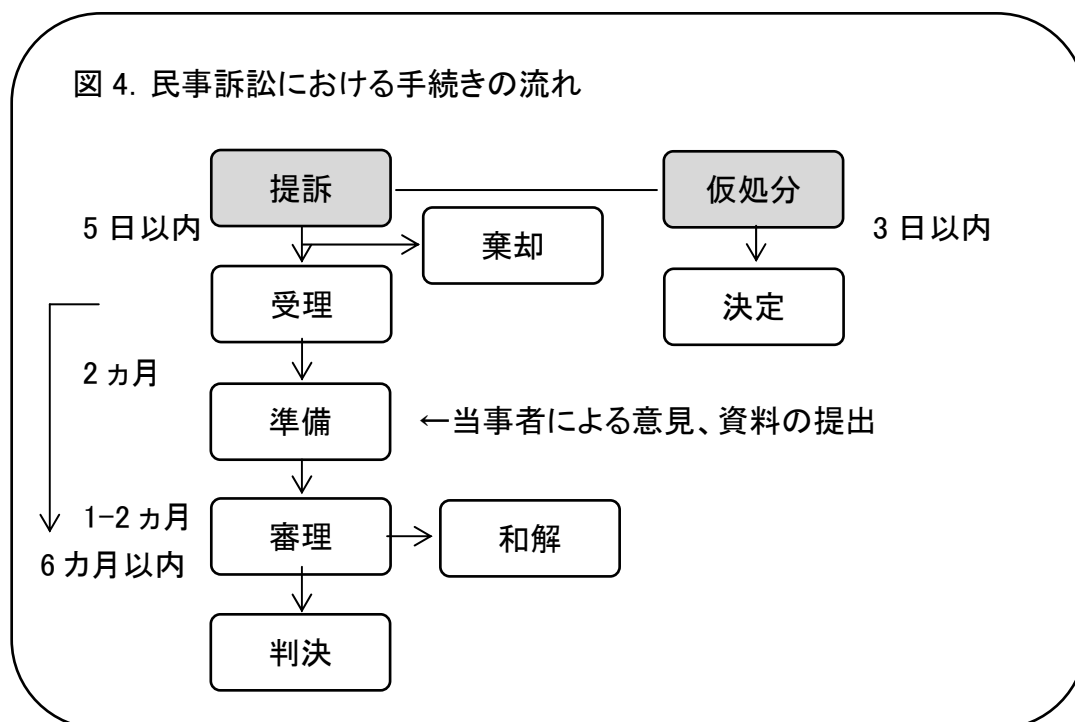 図 4. 民事訴訟における手続きの流れ
提訴
仮処分
5 日以内
棄却
3 日以内
受理
決定
2 ヵ月
準備
←当事者による意見、資料の提出
1-2 ヵ月
審理
和解
6 カ月以内
判決